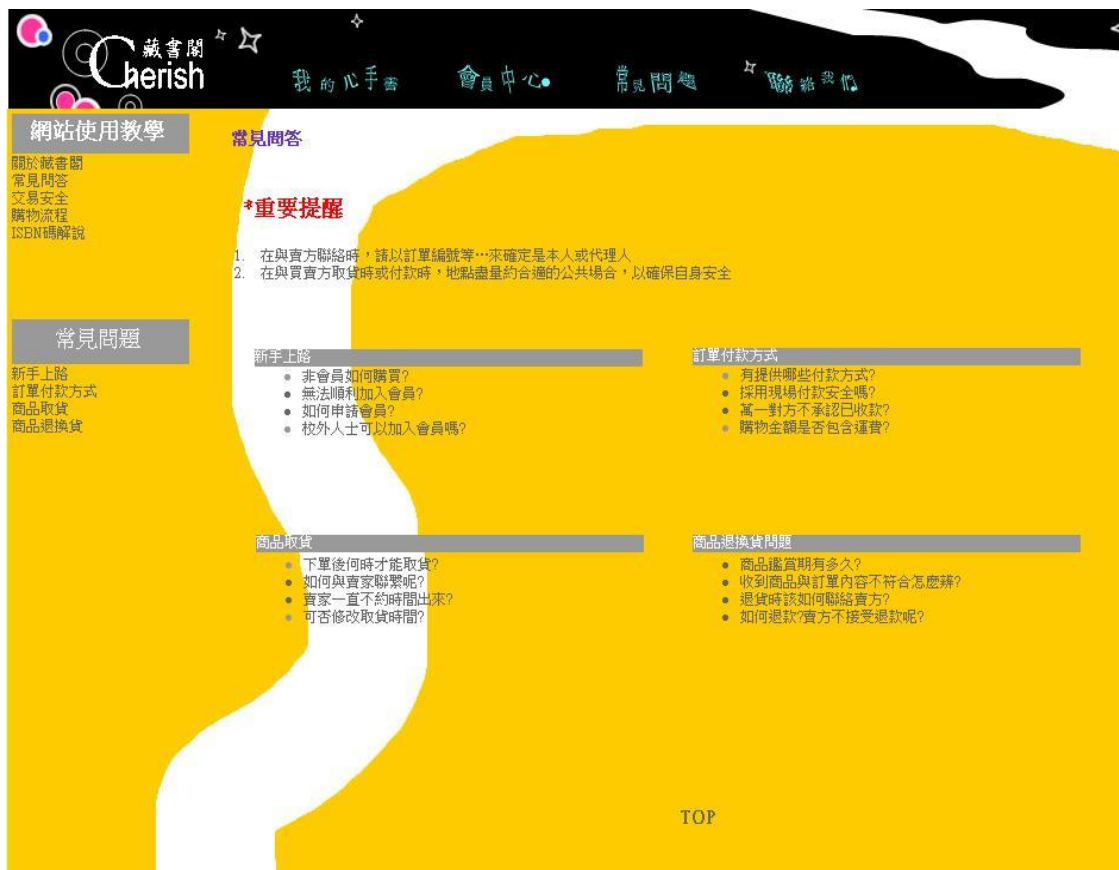 藏書閣
Cherish
我的心手書
會員中心
常見問題
聯絡我們
網站使用教學
關於藏書閣
常見問答
交易安全
購物流程
ISBN碼解說
常見問題
新手上路
訂單付款方式
商品取貨
商品退換貨
常見問答
*重要提醒
1. 在與賣方聯絡時，請以訂單編號等…來確定是本人或代理人
2. 在與買賣方取貨時或付款時，地點盡量約合適的公共場合，以確保自身安全
新手上路
非會員如何購買?
無法順利加入會員?
如何申請會員?
校外人士可以加入會員嗎?
訂單付款方式
有提供哪些付款方式?
採用現場付款安全嗎?
萬一對方不承認已收款?
購物金額是否包含運費?
商品取貨
下單後何時才能取貨?
如何與賣家聯繫呢?
賣家一直不約時間出來?
可否修改取貨時間?
商品退換貨問題
商品鑑賞期有多久?
收到商品與訂單內容不符合怎麼辦?
退貨時該如何聯絡賣方?
如何退款?賣方不接受退款呢?
TOP